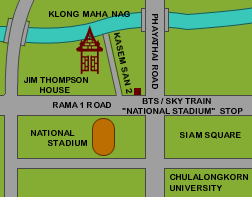 KLONG MAHA NAG
PHAYATHAI ROAD
KASEM SAN 2
JIM THOMPSON
HOUSE
RAMA 1 ROAD
BTS / SKY TRAIN
"NATIONAL STADIUM" STOP
NATIONAL
STADIUM
SIAM SQUARE
CHULALONGKORN
UNIVERSITY